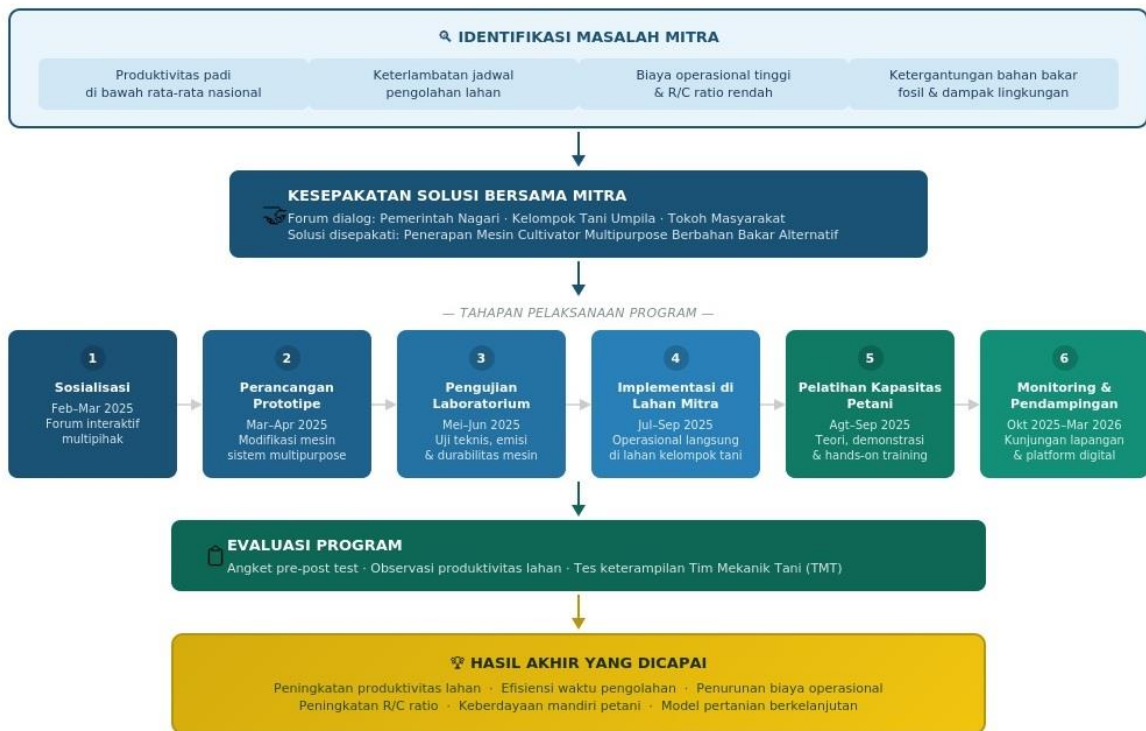 IDENTIFIKASI MASALAH MITRA
Produktivitas padi
di bawah rata-rata nasional
Keterlambatan jadwal
pengolahan lahan
Biaya operasional tinggi
& R/C ratio rendah
Ketergantungan bahan bakar
fosil & dampak lingkungan
KESEPAKATAN SOLUSI BERSAMA MITRA
Forum dialog: Pemerintah Nagari · Kelompok Tani Umpila · Tokoh Masyarakat
Solusi disepakati: Penerapan Mesin Cultivator Multipurpose Berbahan Bakar Alternatif
— TAHAPAN PELAKSANAAN PROGRAM —
1
Sosialisasi
Feb–Mar 2025
Forum interaktif
multipihak
2
Perancangan
Prototipe
Mar–Apr 2025
Modifikasi mesin
sistem multipurpose
3
Pengujian
Laboratorium
Mei–Jun 2025
Uji teknis, emisi
& durabilitas mesin
4
Implementasi di
Lahan Mitra
Jul–Sep 2025
Operasional langsung
di lahan kelompok tani
5
Pelatihan Kapasitas
Petani
Agt–Sep 2025
Teori, demonstrasi
& hands-on training
6
Monitoring &
Pendampingan
Okt 2025–Mar 2026
Kunjungan lapangan
& platform digital
EVALUASI PROGRAM
Angket pre-post test · Observasi produktivitas lahan · Tes keterampilan Tim Mekanik Tani (TMT)
HASIL AKHIR YANG DICAPAI
Peningkatan produktivitas lahan · Efisiensi waktu pengolahan · Penurunan biaya operasional
Peningkatan R/C ratio · Keberdayaan mandiri petani · Model pertanian berkelanjutan